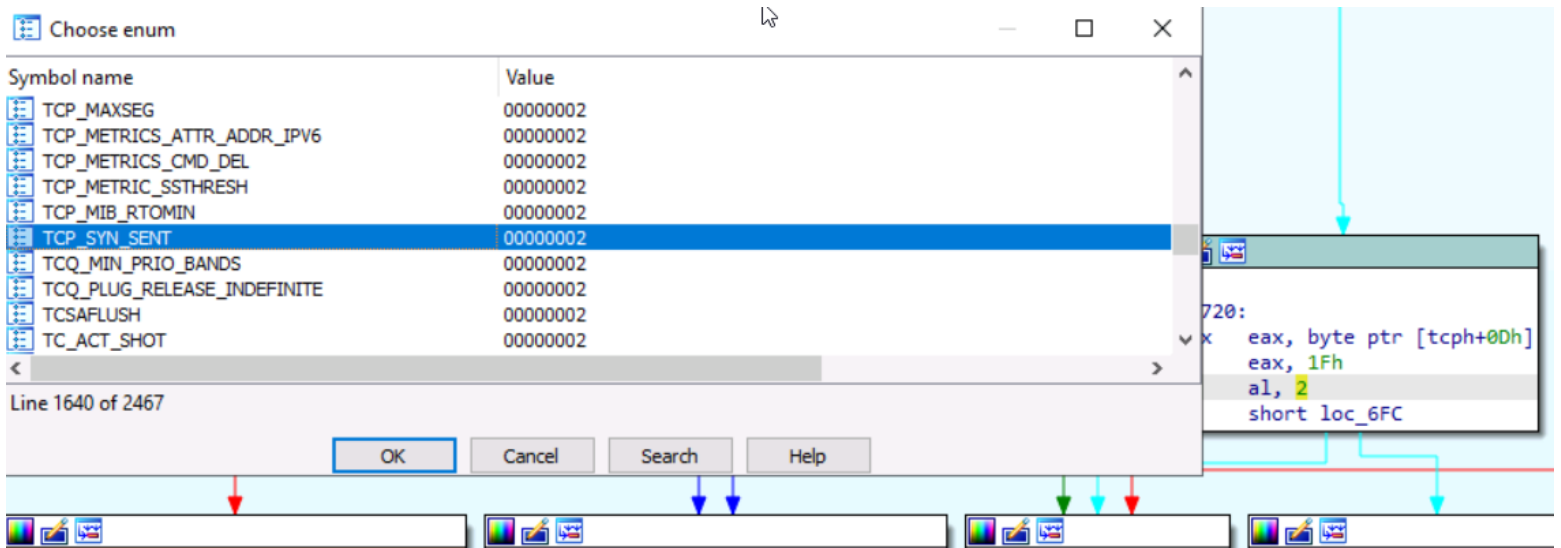 Choose enum
Symbol name Value
TCP_MAXSEG 00000002
TCP_METRICS_ATTR_ADDR_IPV6 00000002
TCP_METRICS_CMD_DEL 00000002
TCP_METRIC_SSTHRESH 00000002
TCP_MIB_RTOMIN 00000002
TCP_SYN_SENT 00000002
TCQ_MIN_PRIO_BANDS 00000002
TCQ_PLUG_RELEASE_INDEFINITE 00000002
TCSAFLUSH 00000002
TC_ACT_SHOT 00000002
Line 1640 of 2467
OK Cancel Search Help
720:
x eax, byte ptr [tcph+0Dh]
eax, 1Fh
al, 2
short loc_6FC